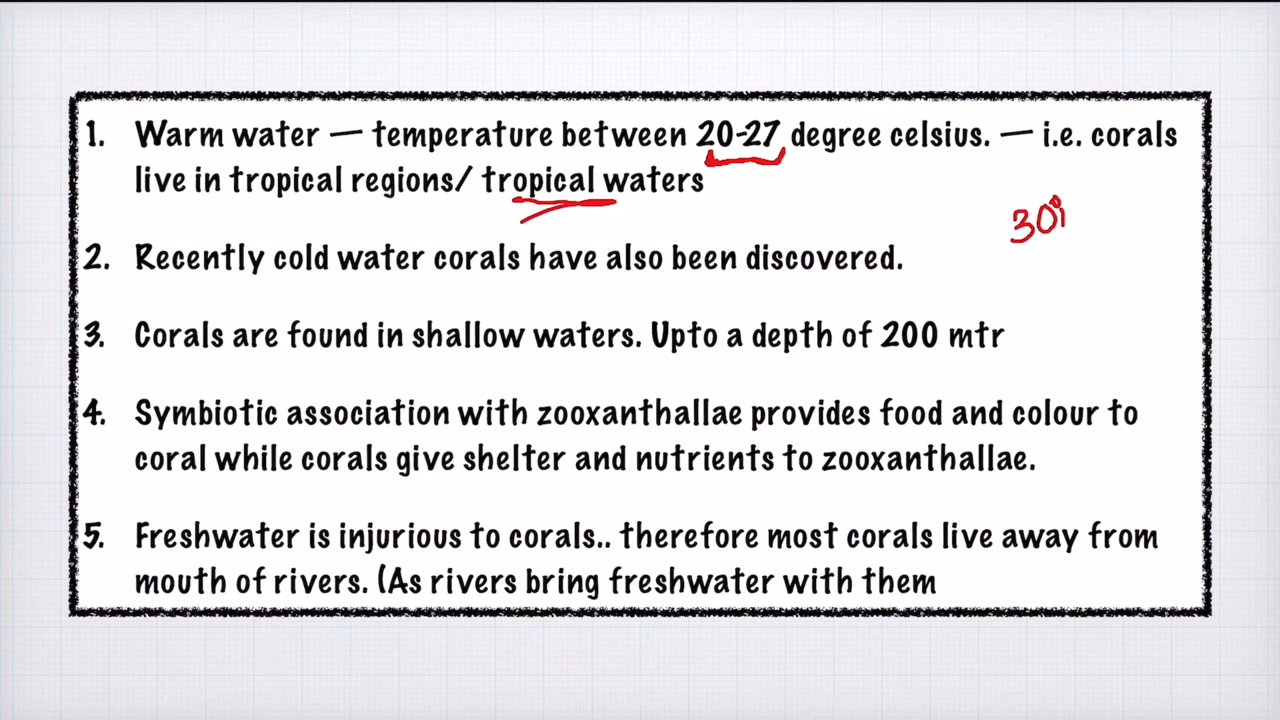 1. Warm water — temperature between 20-27 degree celsius. — i.e. corals
live in tropical regions/ tropical waters
30°
2. Recently cold water corals have also been discovered.
3. Corals are found in shallow waters. Upto a depth of 200 mtr
4. Symbiotic association with zooxanthallae provides food and colour to
coral while corals give shelter and nutrients to zooxanthallae.
5. Freshwater is injurious to corals.. therefore most corals live away from
mouth of rivers. (As rivers bring freshwater with them